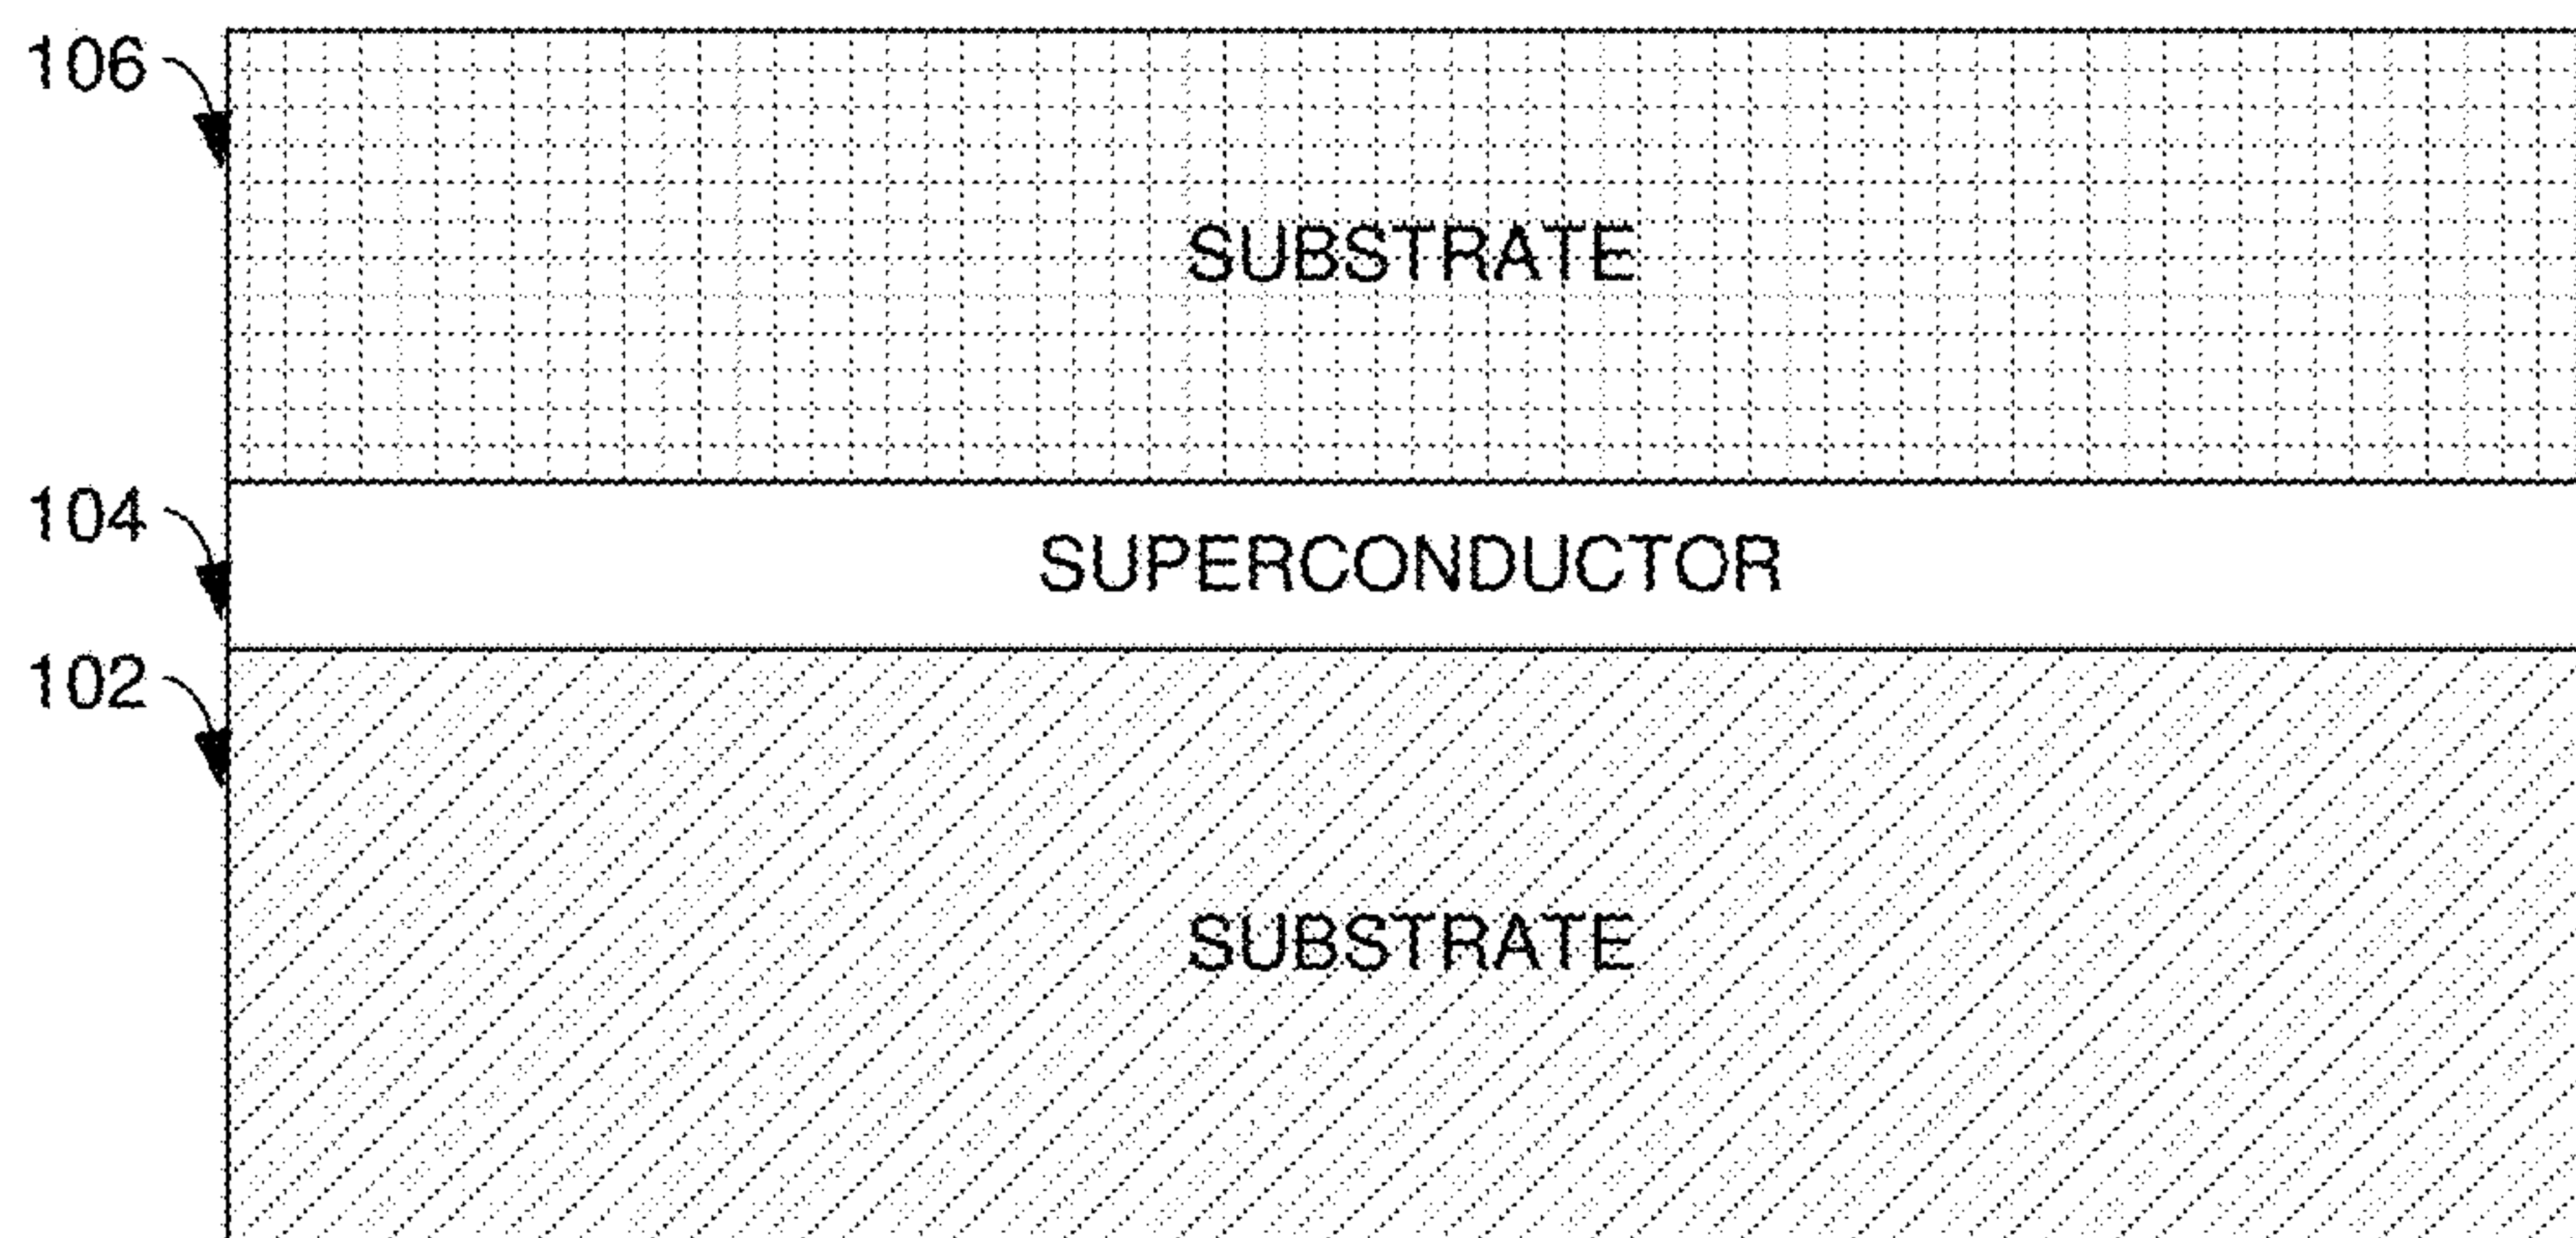 106
SUBSTRATE
104
SUPERCONDUCTOR
102
SUBSTRATE